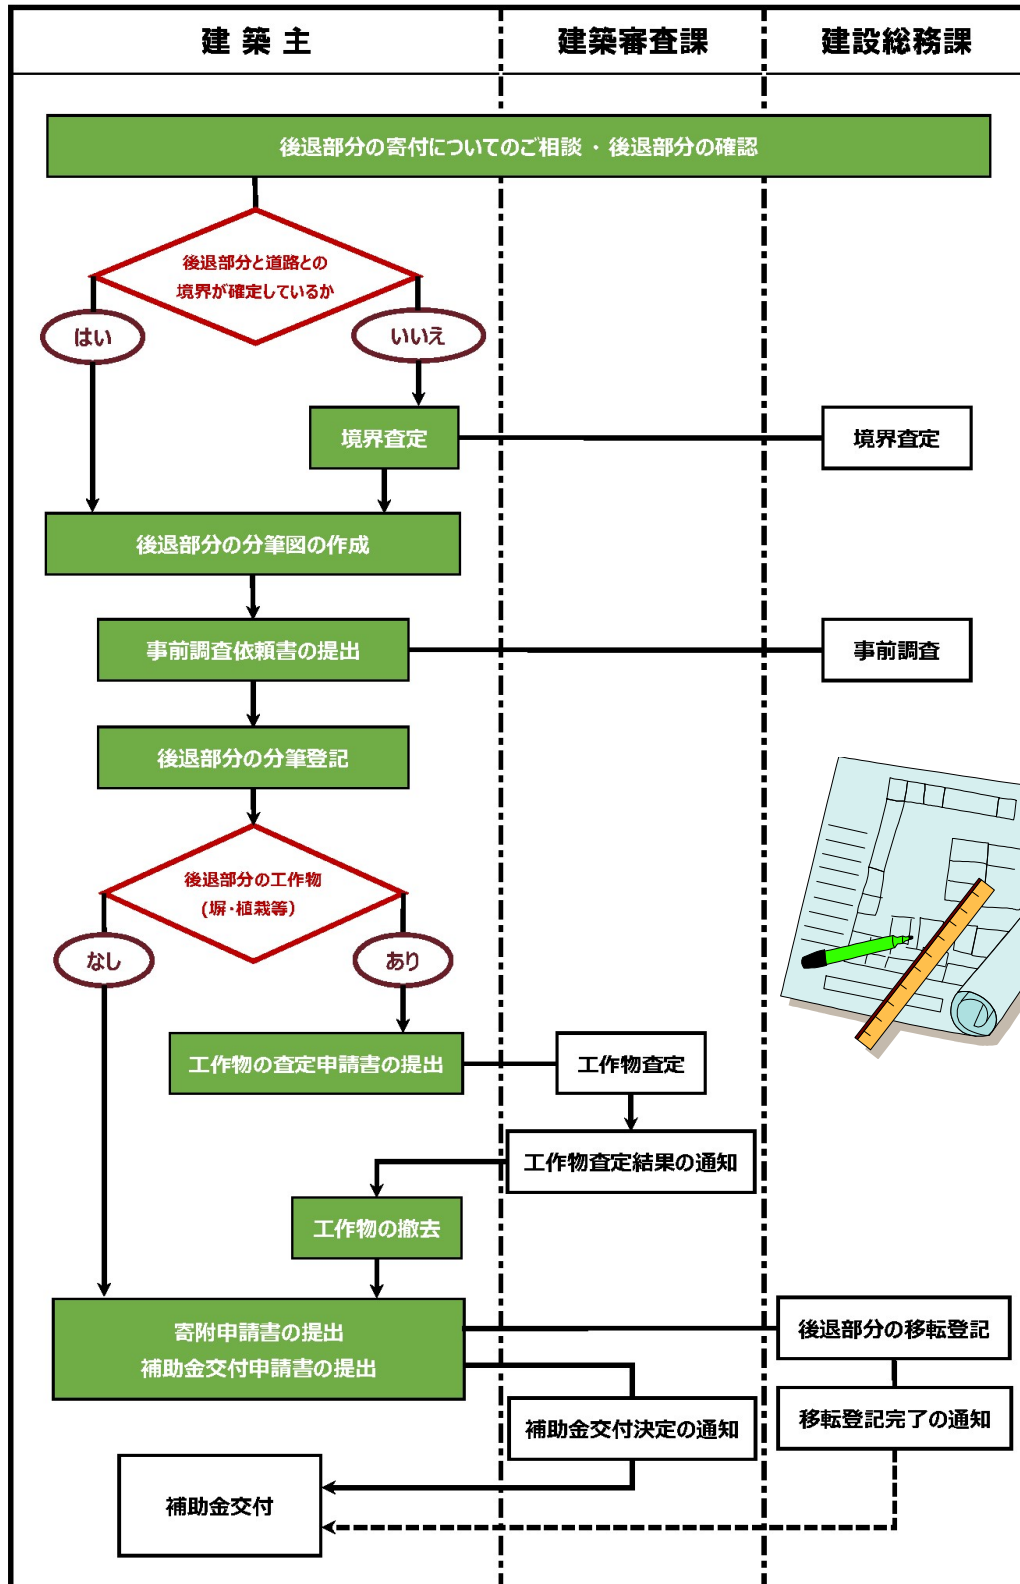 建築主
建築審査課
建設総務課
後退部分の寄付についてのご相談・後退部分の確認
後退部分と道路との
境界が確定しているか
はい
いいえ
境界査定
境界査定
後退部分の分筆図の作成
事前調査依頼書の提出
事前調査
後退部分の分筆登記
後退部分の工作物
(塀・植栽等)
なし
あり
工作物の査定申請書の提出
工作物査定
工作物査定結果の通知
工作物の撤去
寄附申請書の提出
補助金交付申請書の提出
後退部分の移転登記
補助金交付決定の通知
移転登記完了の通知
補助金交付